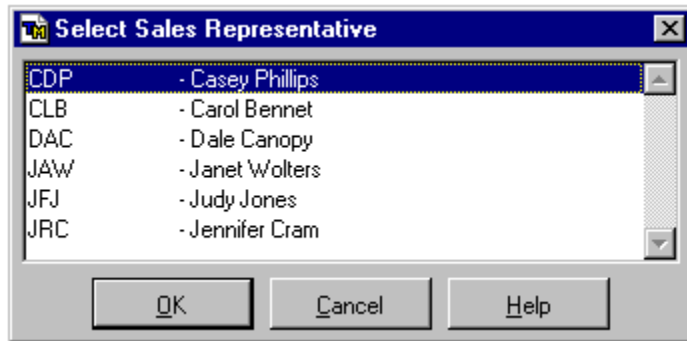 TM Select Sales Representative
CDP - Casey Phillips
CLB - Carol Bennet
DAC - Dale Canopy
JAW - Janet Wolters
JFJ - Judy Jones
JRC - Jennifer Cram
OK Cancel Help